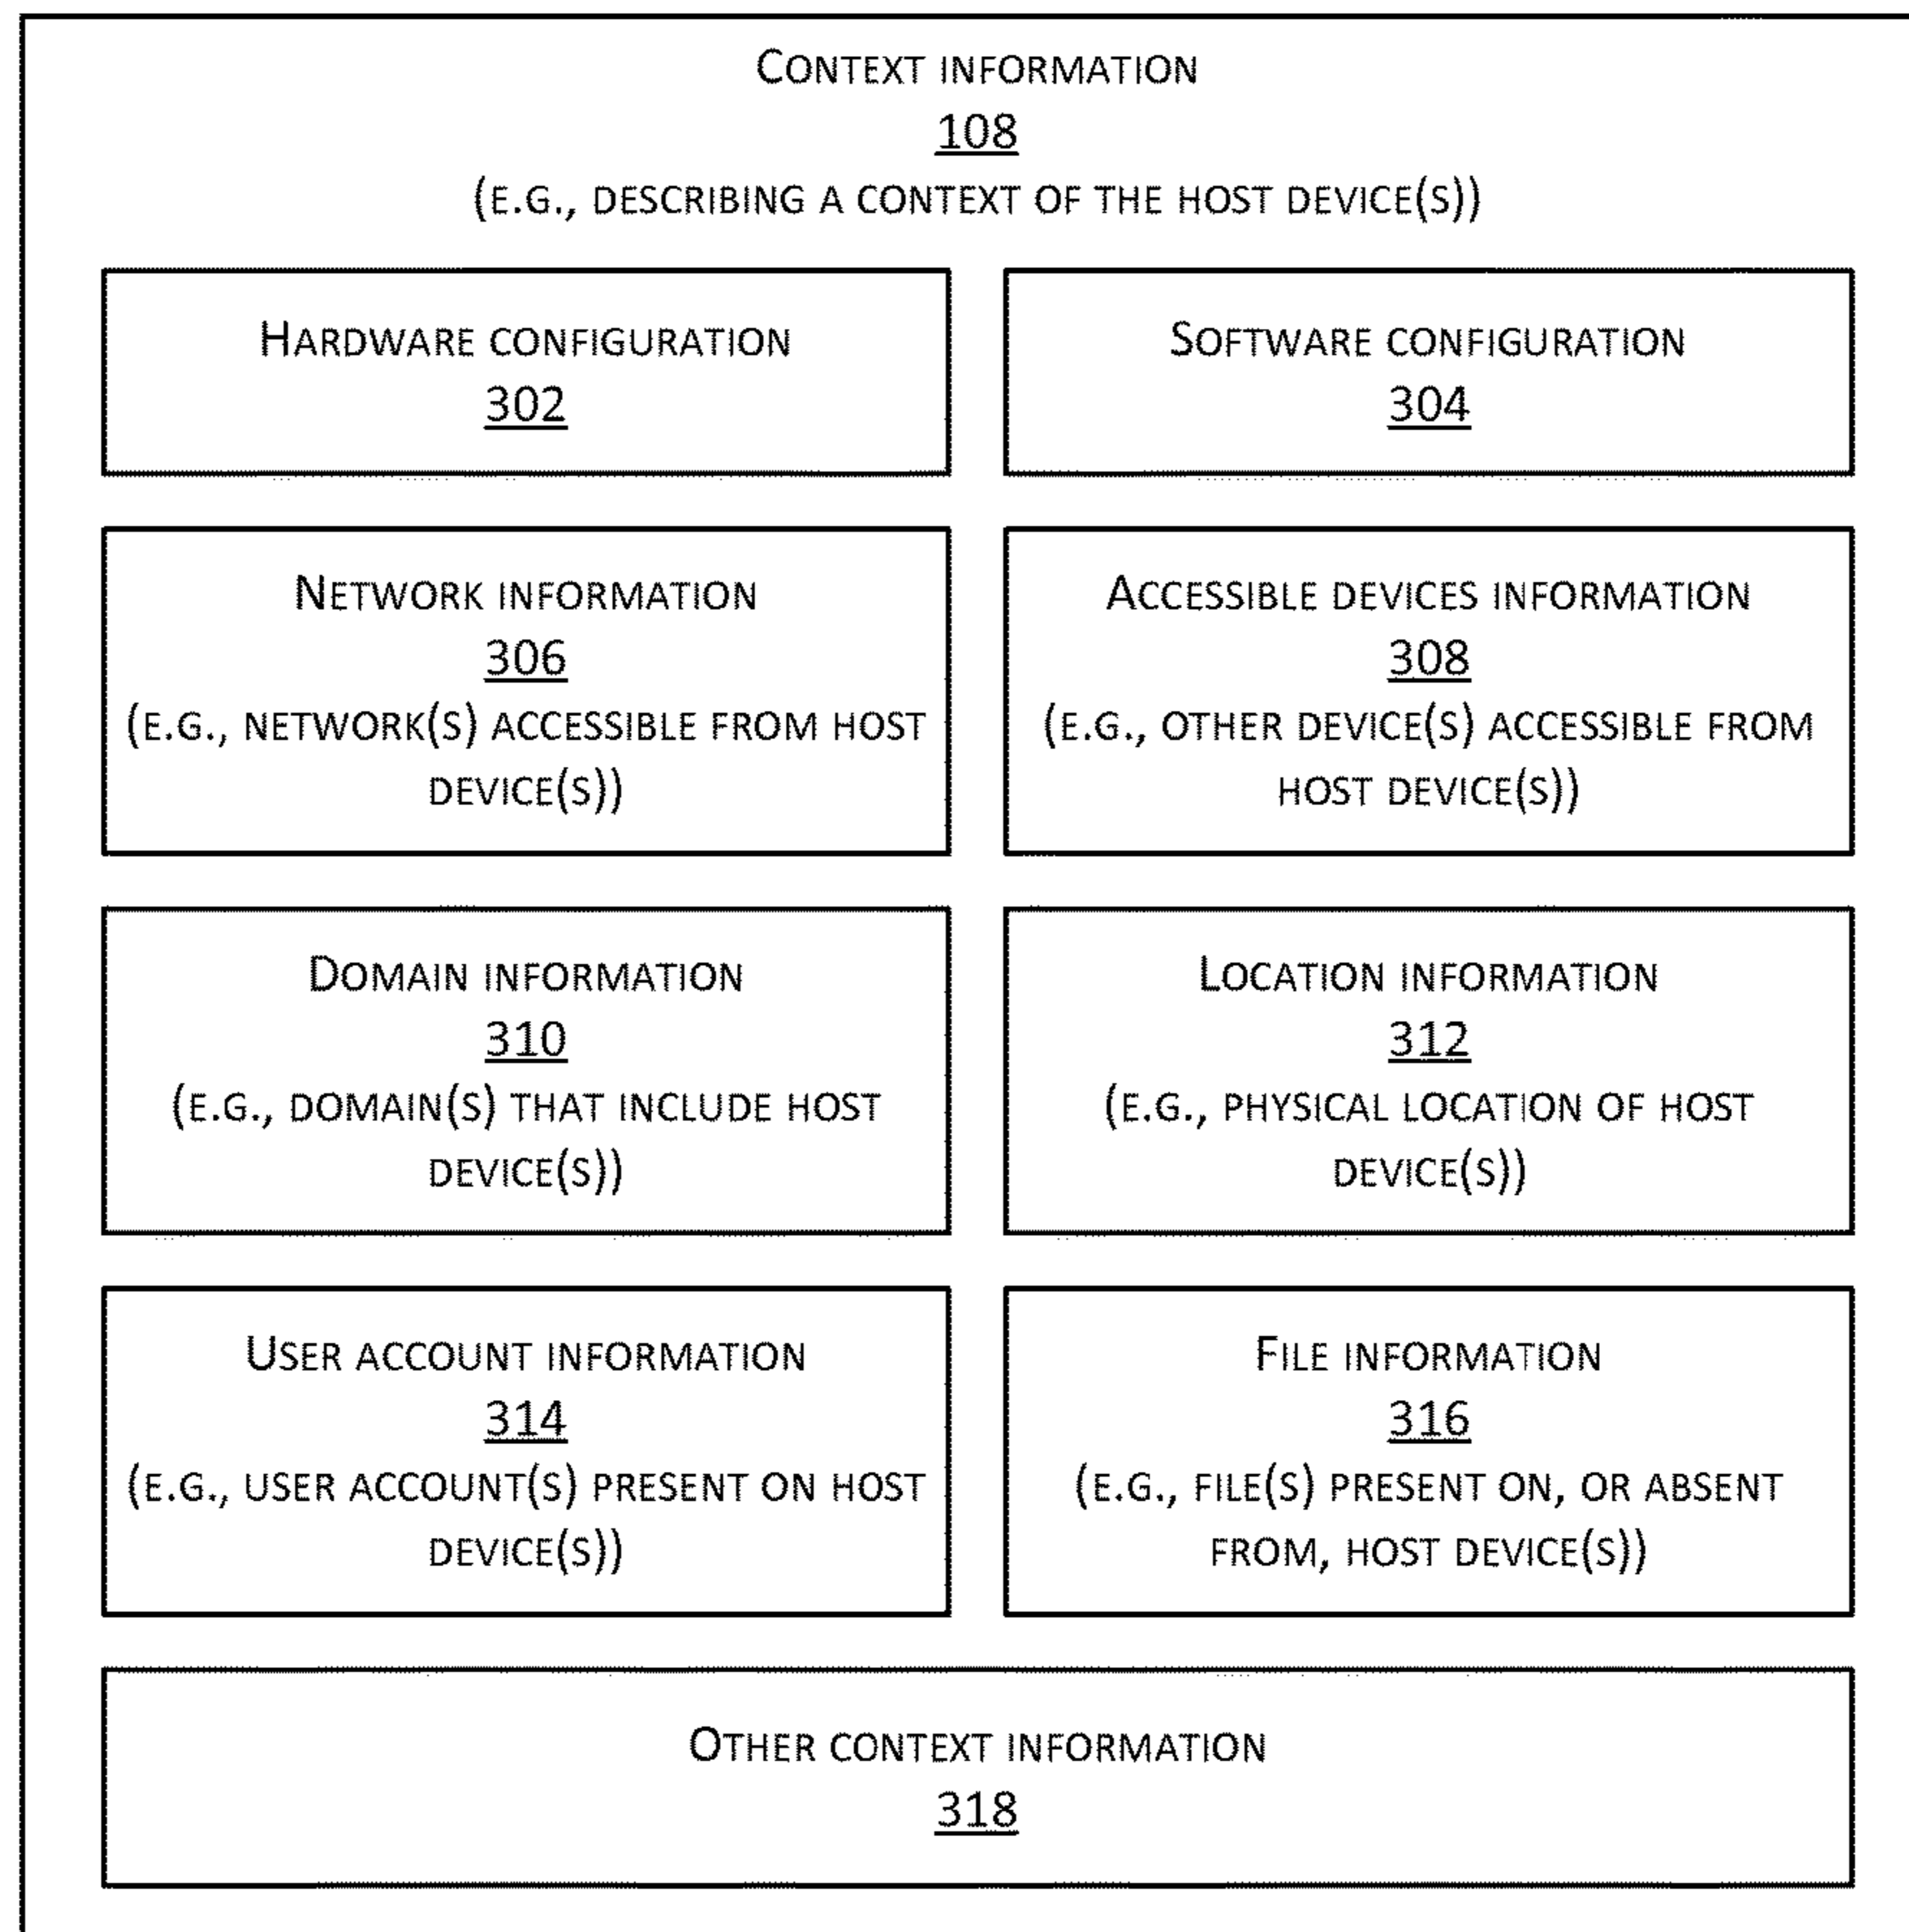 Context information
108
(e.g., describing a context of the host device(s))
Hardware configuration
302
Software configuration
304
Network information
306
(e.g., network(s) accessible from host
device(s))
Accessible devices information
308
(e.g., other device(s) accessible from
host device(s))
Domain information
310
(e.g., domain(s) that include host
device(s))
Location information
312
(e.g., physical location of host
device(s))
User account information
314
(e.g., user account(s) present on host
device(s))
File information
316
(e.g., file(s) present on, or absent
from, host device(s))
Other context information
318